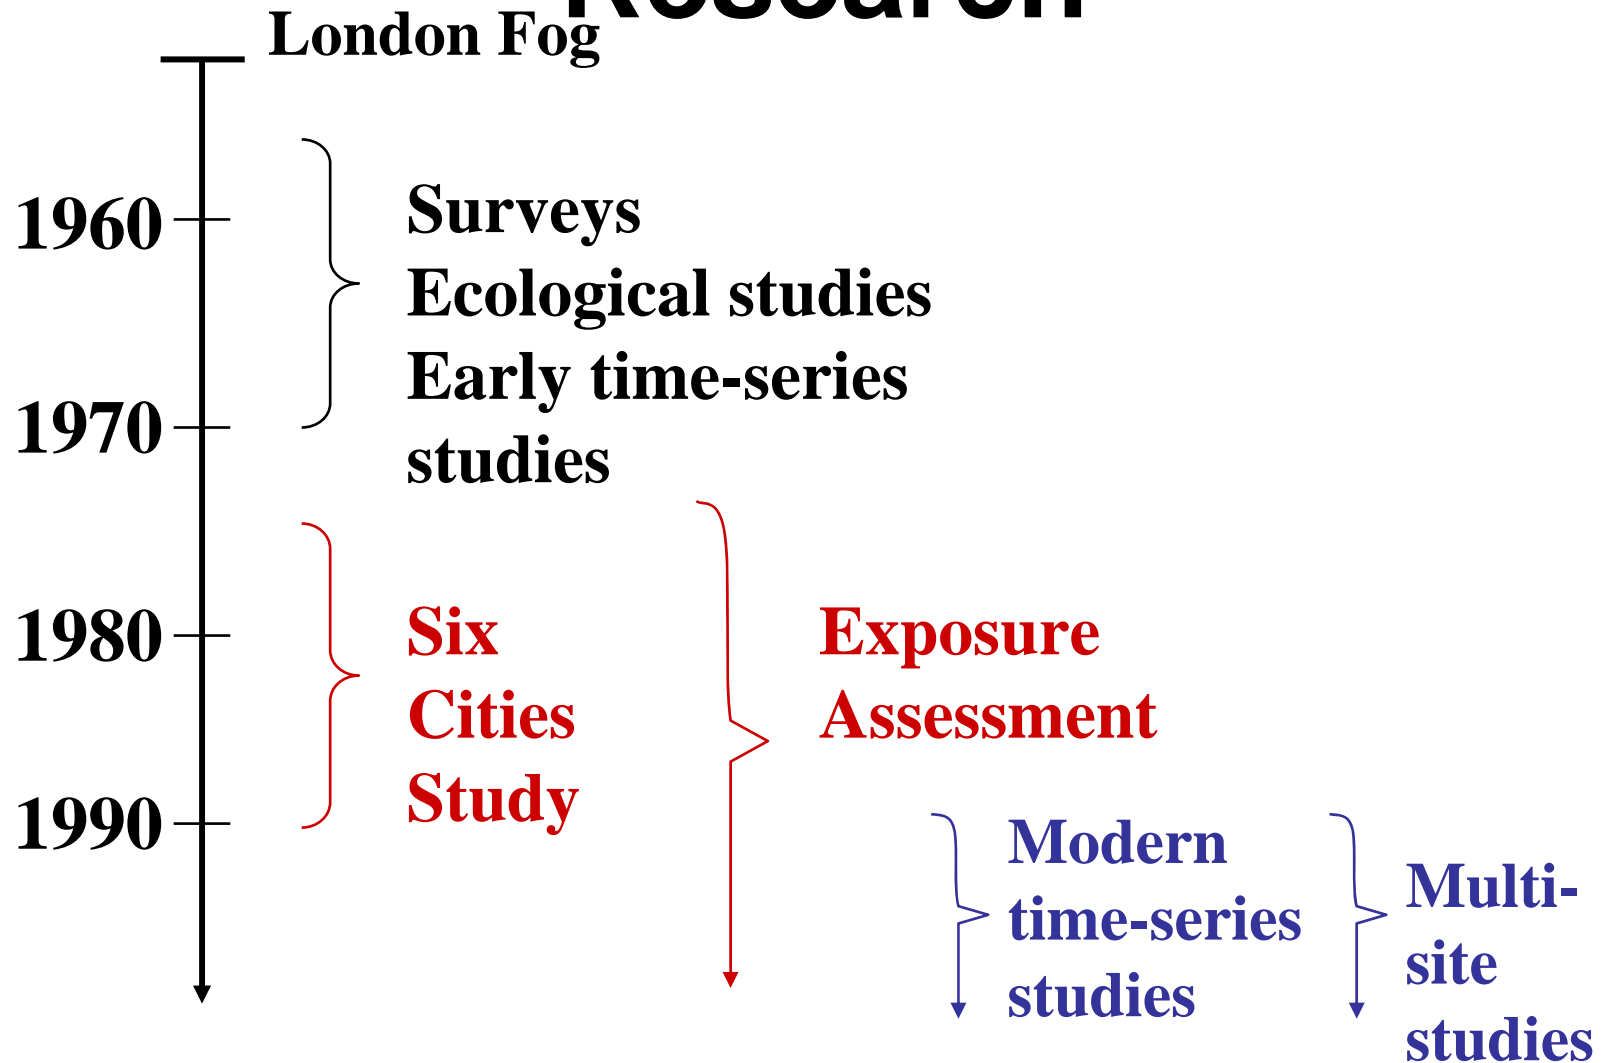 Research
London Fog
1960
Surveys
Ecological studies
Early time-series
studies
1970
1980
Six
Cities
Study
Exposure
Assessment
1990
Modern
time-series
studies
Multi-
site
studies